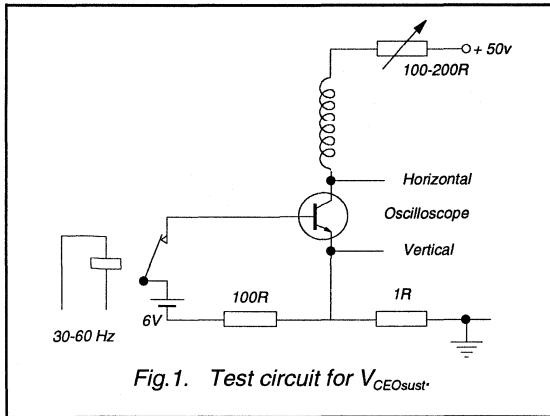 + 50v
100-200R
Horizontal
Oscilloscope
Vertical
100R
1R
6V
30-60 Hz
Fig.1. Test circuit for VCEOsust.